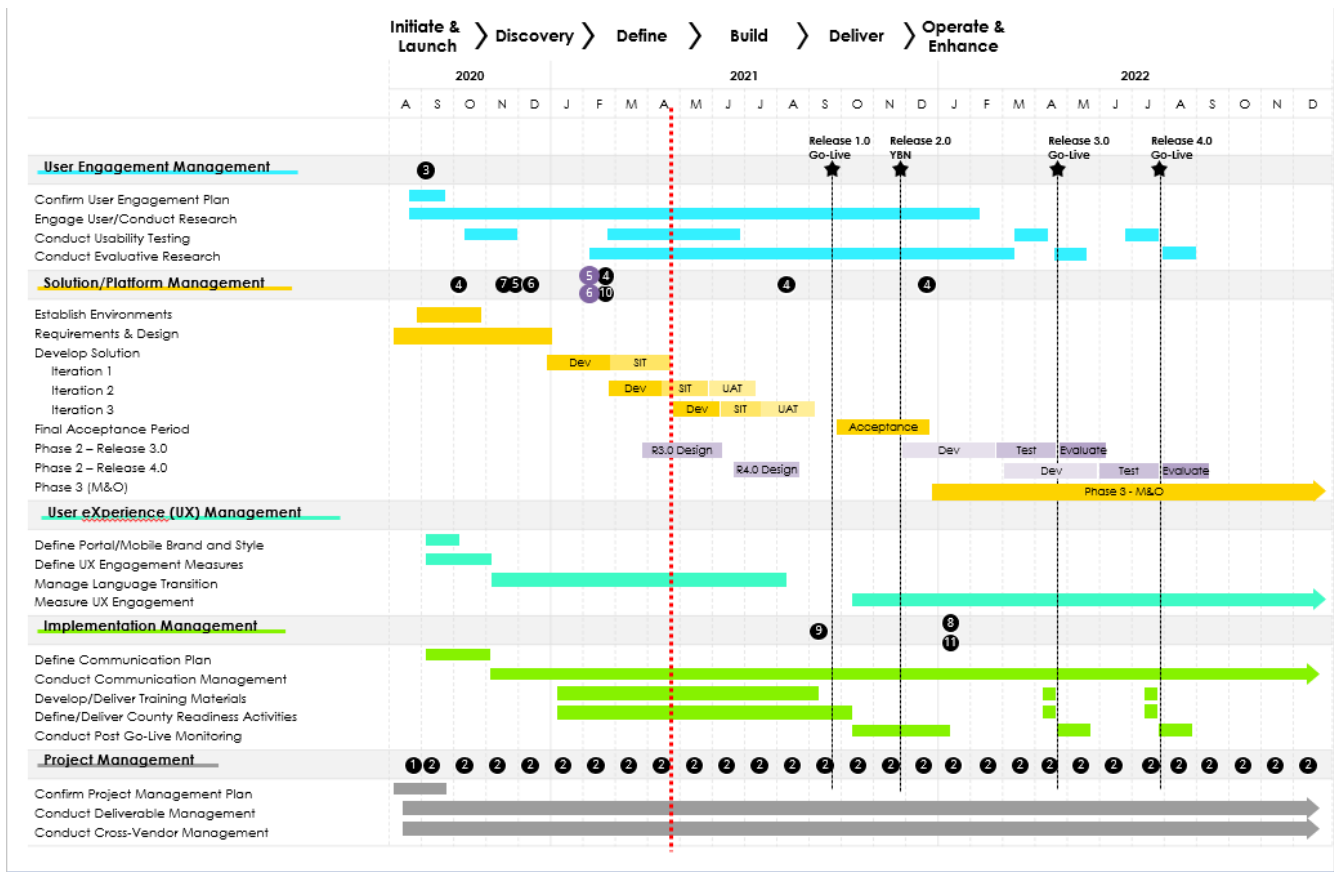 Initiate & Launch > Discovery > Define > Build > Deliver > Operate & Enhance
2020 2021 2022
A S O N D J F M A M J J A S O N D J F M A M J J A S O N D
Release 1.0 Go-Live Release 2.0 YBN Release 3.0 Go-Live Release 4.0 Go-Live
User Engagement Management 3
Confirm User Engagement Plan
Engage User/Conduct Research
Conduct Usability Testing
Conduct Evaluative Research
Solution/Platform Management 4 7 5 6 5 4 6 10 4 4
Establish Environments
Requirements & Design
Develop Solution
Iteration 1 Dev SIT
Iteration 2 Dev SIT UAT
Iteration 3 Dev SIT UAT
Final Acceptance Period Acceptance
Phase 2 – Release 3.0 R3.0 Design Dev Test Evaluate
Phase 2 – Release 4.0 R4.0 Design Dev Test Evaluate
Phase 3 (M&O) Phase 3 - M&O
User eXperience (UX) Management
Define Portal/Mobile Brand and Style
Define UX Engagement Measures
Manage Language Transition
Measure UX Engagement
Implementation Management 9 8 11
Define Communication Plan
Conduct Communication Management
Develop/Deliver Training Materials
Define/Deliver County Readiness Activities
Conduct Post Go-Live Monitoring
Project Management 1 2 2 2 2 2 2 2 2 2 2 2 2 2 2 2 2 2 2 2 2 2 2 2 2 2 2 2 2
Confirm Project Management Plan
Conduct Deliverable Management
Conduct Cross-Vendor Management